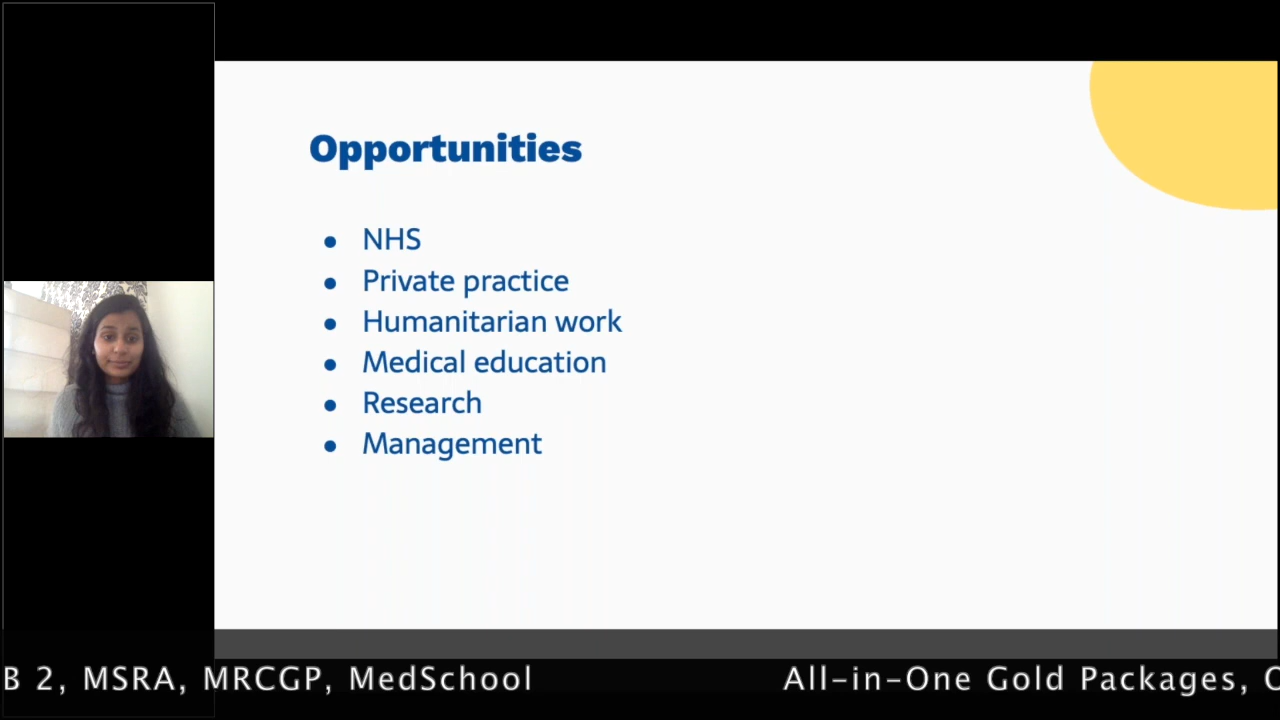 Opportunities
● NHS
● Private practice
● Humanitarian work
● Medical education
● Research
● Management
B 2, MSRA, MRCGP, MedSchool All-in-One Gold Packages,